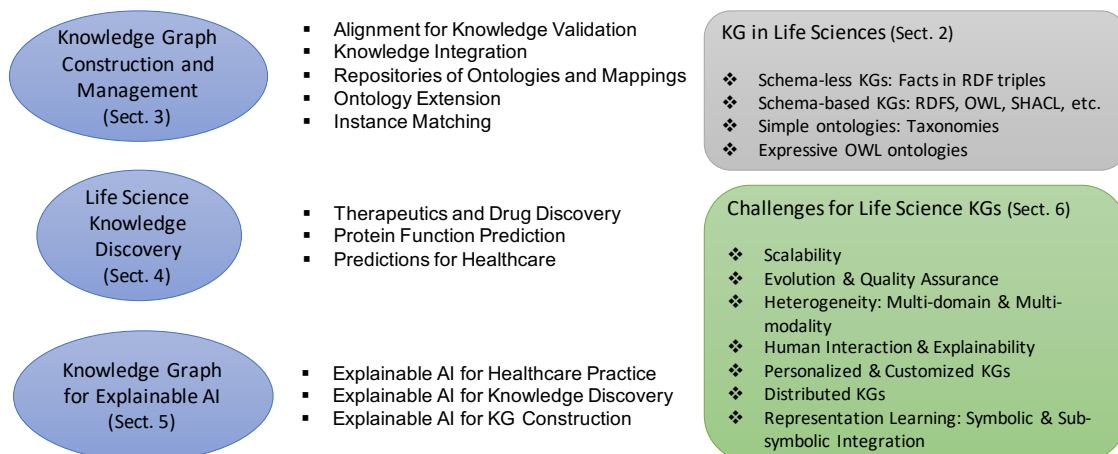 Knowledge Graph
Construction and
Management
(Sect. 3)
▪ Alignment for Knowledge Validation
▪ Knowledge Integration
▪ Repositories of Ontologies and Mappings
▪ Ontology Extension
▪ Instance Matching
KG in Life Sciences (Sect. 2)
❖ Schema-less KGs: Facts in RDF triples
❖ Schema-based KGs: RDFS, OWL, SHACL, etc.
❖ Simple ontologies: Taxonomies
❖ Expressive OWL ontologies
Life Science
Knowledge
Discovery
(Sect. 4)
▪ Therapeutics and Drug Discovery
▪ Protein Function Prediction
▪ Predictions for Healthcare
Challenges for Life Science KGs (Sect. 6)
❖ Scalability
❖ Evolution & Quality Assurance
❖ Heterogeneity: Multi-domain & Multi-
modality
❖ Human Interaction & Explainability
❖ Personalized & Customized KGs
❖ Distributed KGs
❖ Representation Learning: Symbolic & Sub-
symbolic Integration
Knowledge Graph
for Explainable AI
(Sect. 5)
▪ Explainable AI for Healthcare Practice
▪ Explainable AI for Knowledge Discovery
▪ Explainable AI for KG Construction